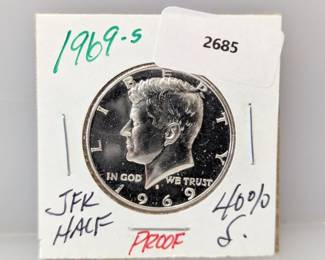 1969-S
2685
LIBERTY
IN GOD WE TRUST
1969
JFK
HALF
PROOF
40%
S.